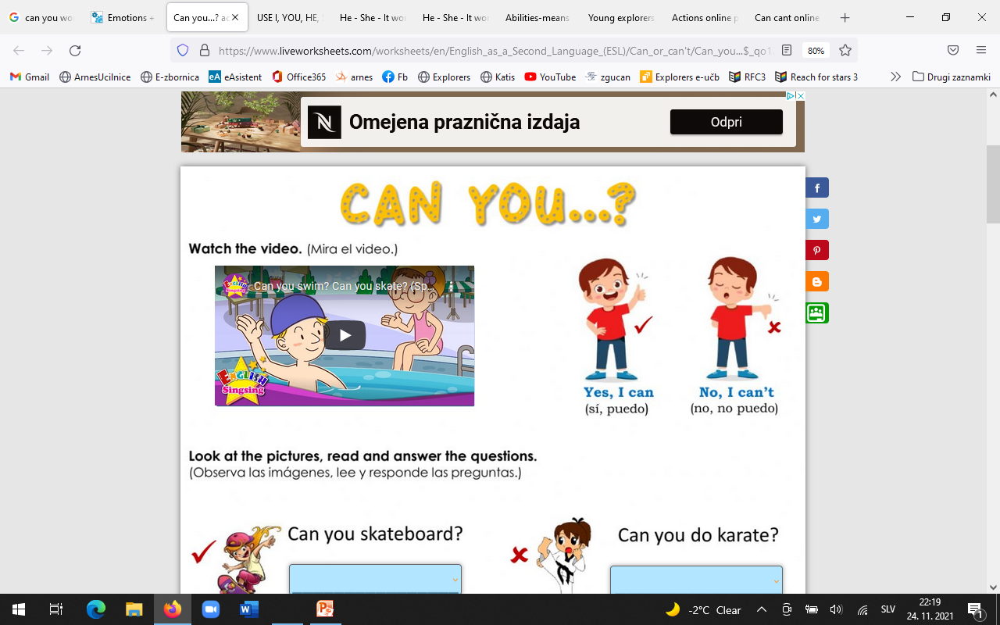 can you wo
Emotions +
Can you...? ac
USE I, YOU, HE,
He - She - It wo
He - She - It wo
Abilities-means
Young explorers
Actions online p
Can cant online
https://www.liveworksheets.com/worksheets/en/English_as_a_Second_Language_(ESL)/Can_or_can't/Can_you...$_qo1
80%
Gmail
ArnesUcilnice
E-zbornica
eA eAsistent
Office365
arnes
Fb
Explorers
Katis
YouTube
zgucan
Explorers e-učb
RFC3
Reach for stars 3
Drugi zaznamki
N Omejena praznična izdaja
Odpri
CAN YOU...?
Watch the video. (Mira el video.)
ENGLISH Singsing
Can you swim? Can you skate? (Sp...
ENGLISH
Singsing
Yes, I can
(sí, puedo)
No, I can't
(no, no puedo)
Look at the pictures, read and answer the questions.
(Observa las imágenes, lee y responde las preguntas.)
Can you skateboard?
Can you do karate?
-2°C Clear
SLV
22:19
24. 11. 2021
1